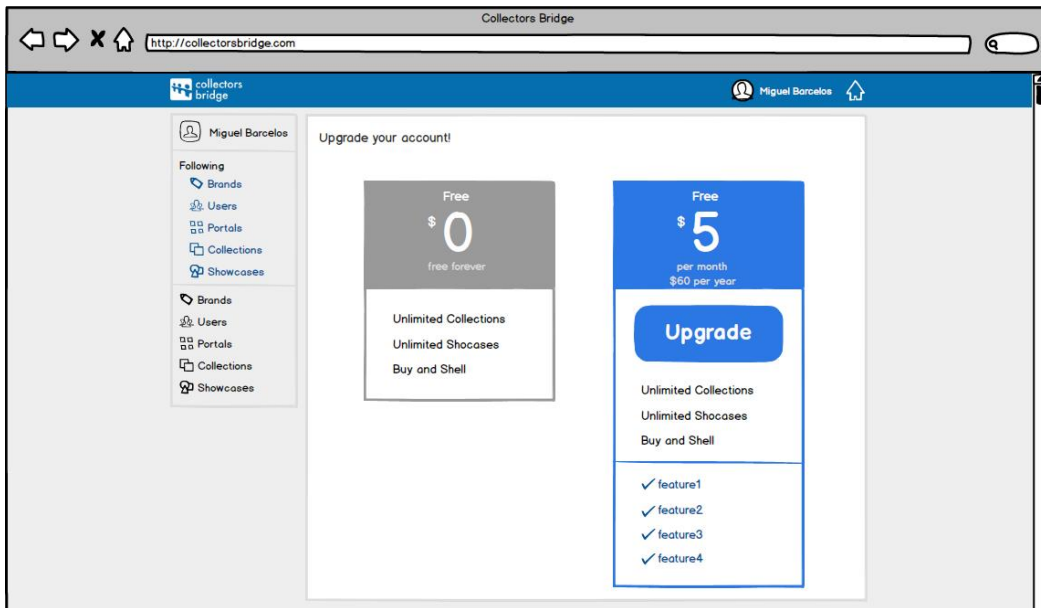 Collectors Bridge
http://collectorsbridge.com
collectors
bridge
Miguel Barcelos
Miguel Barcelos
Following
Brands
Users
Portals
Collections
Showcases
Brands
Users
Portals
Collections
Showcases
Upgrade your account!
Free
$ 0
free forever
Unlimited Collections
Unlimited Shocases
Buy and Shell
Free
$ 5
per month
$60 per year
Upgrade
Unlimited Collections
Unlimited Shocases
Buy and Shell
feature1
feature2
feature3
feature4